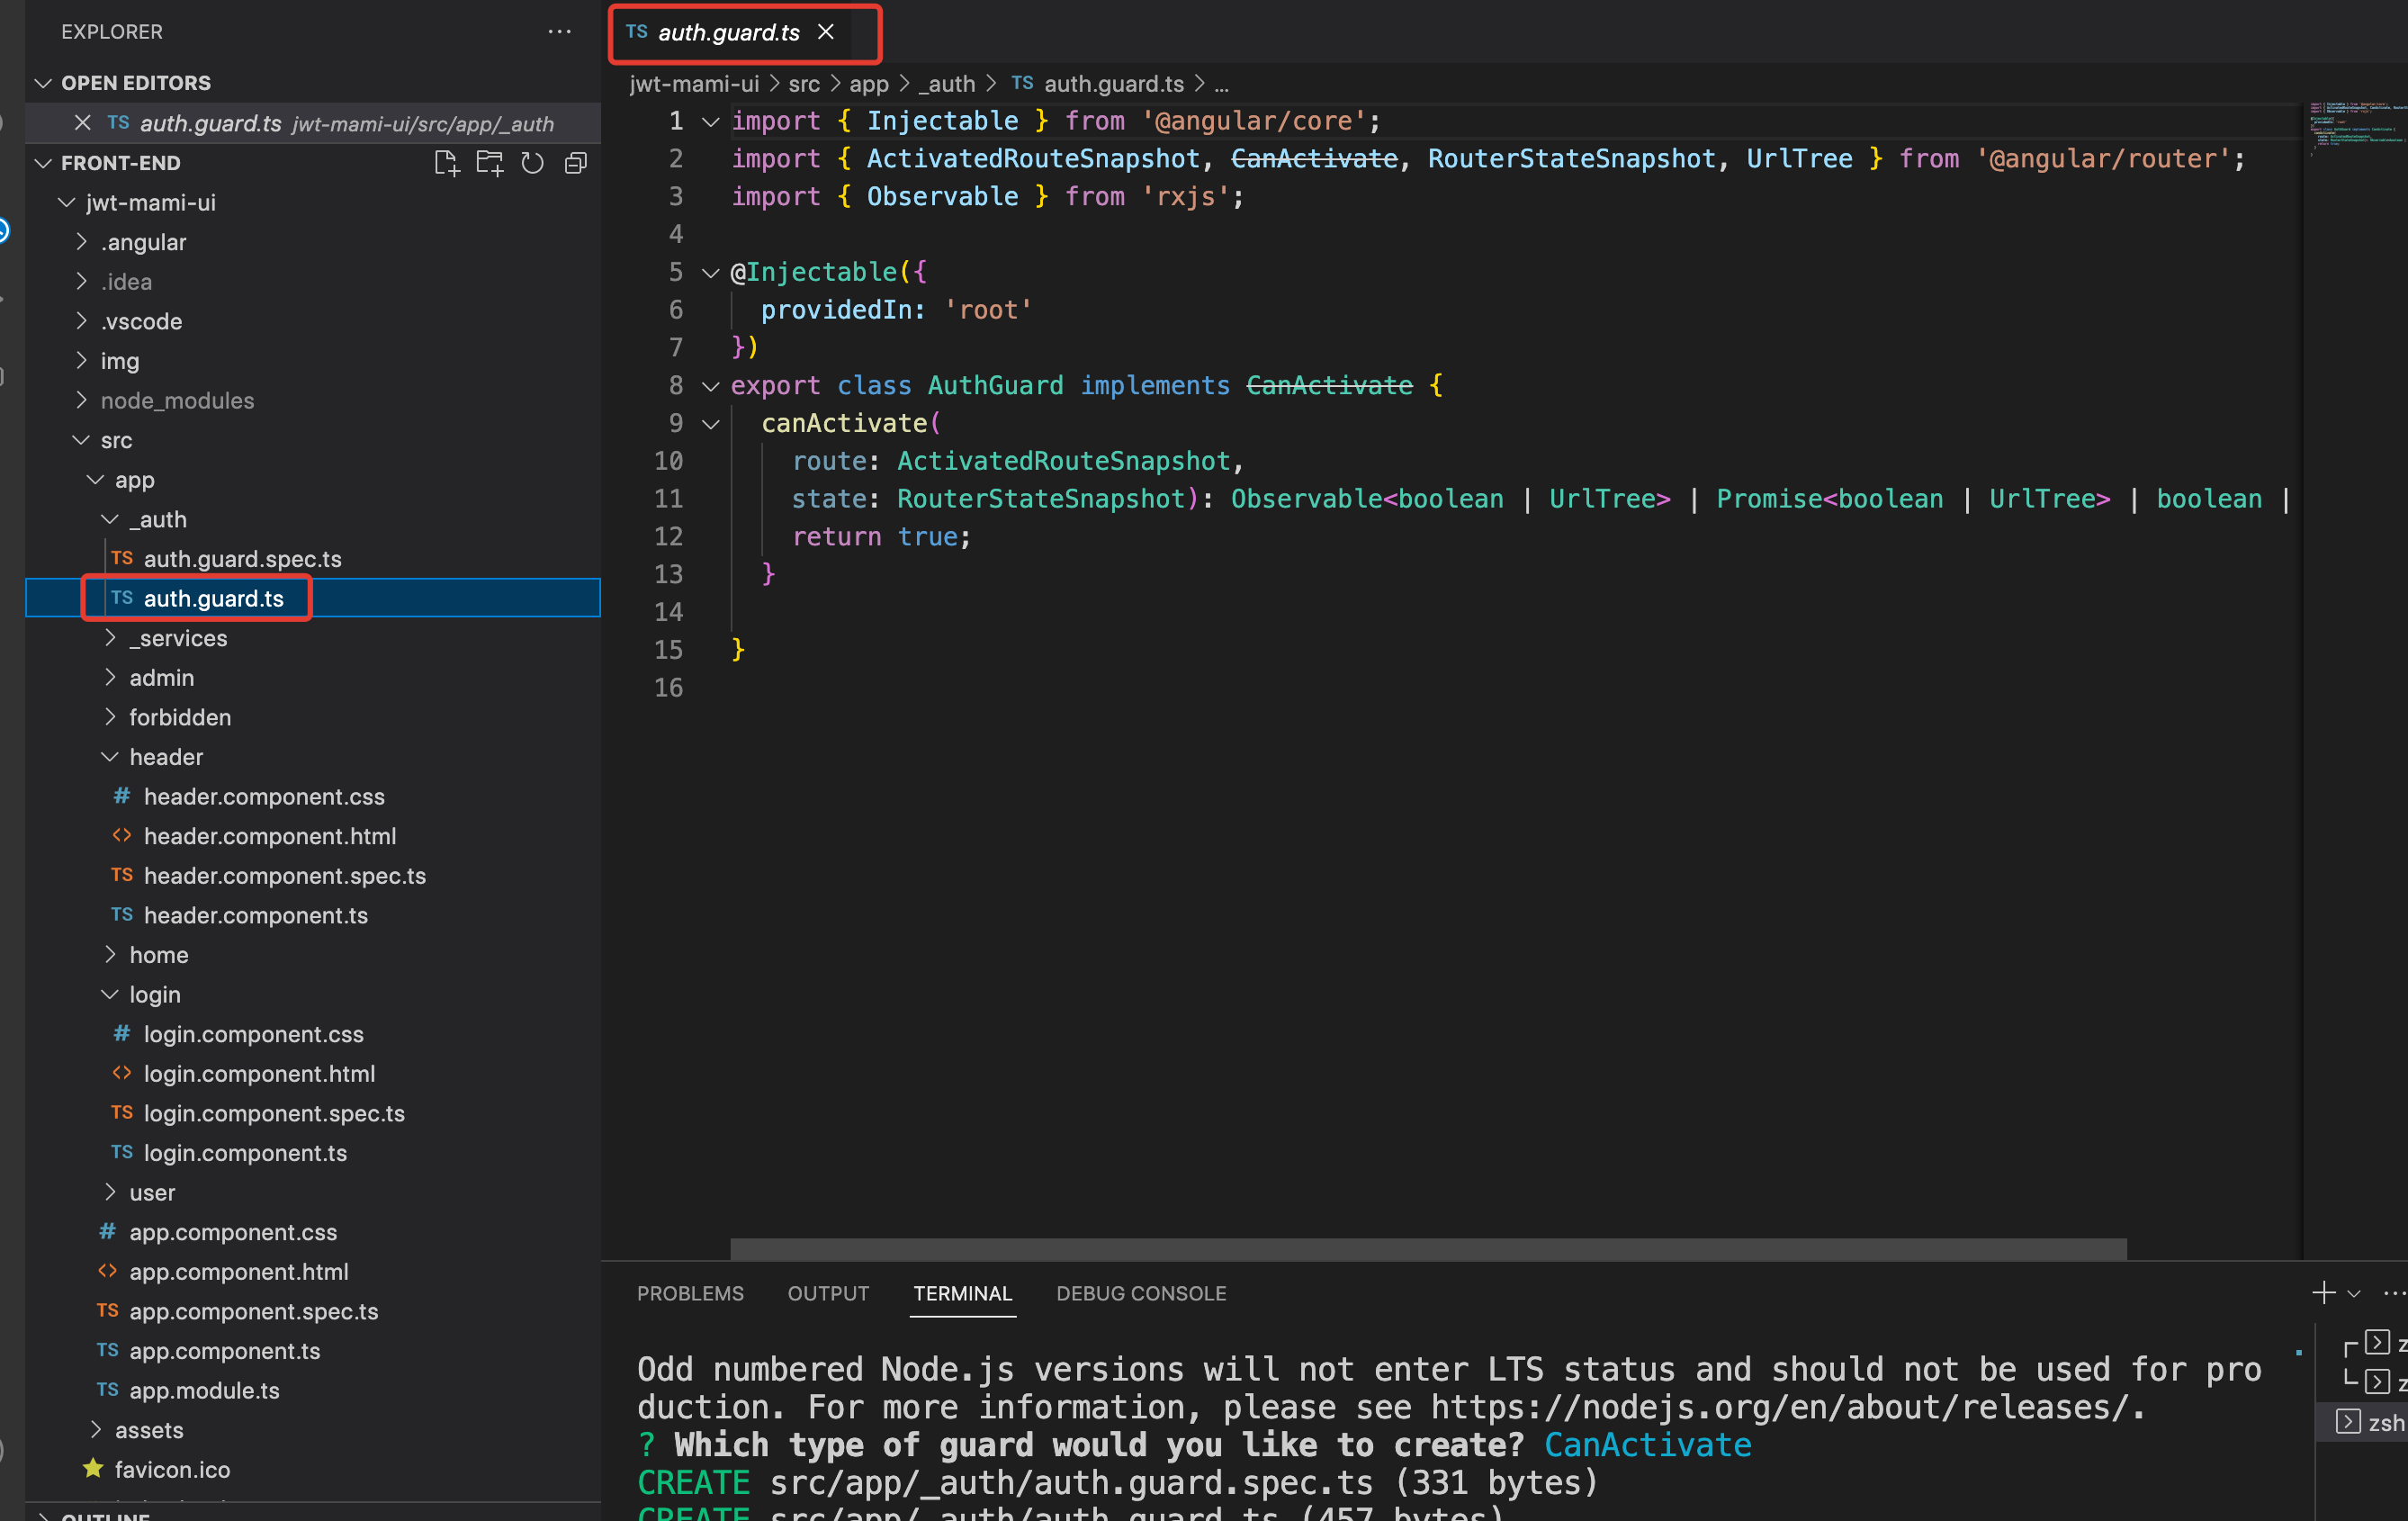 EXPLORER
OPEN EDITORS
TS auth.guard.ts jwt-mami-ui/src/app/_auth
FRONT-END
jwt-mami-ui
.angular
.idea
.vscode
img
node_modules
src
app
_auth
TS auth.guard.spec.ts
TS auth.guard.ts
_services
admin
forbidden
header
# header.component.css
<> header.component.html
TS header.component.spec.ts
TS header.component.ts
home
login
# login.component.css
<> login.component.html
TS login.component.spec.ts
TS login.component.ts
user
# app.component.css
<> app.component.html
TS app.component.spec.ts
TS app.component.ts
TS app.module.ts
assets
favicon.ico
OUTLINE
TS auth.guard.ts
jwt-mami-ui > src > app > _auth > TS auth.guard.ts > ...
1 import { Injectable } from '@angular/core';
2 import { ActivatedRouteSnapshot, CanActivate, RouterStateSnapshot, UrlTree } from '@angular/router';
3 import { Observable } from 'rxjs';
4
5 @Injectable({
6 providedIn: 'root'
7 })
8 export class AuthGuard implements CanActivate {
9 canActivate(
10 route: ActivatedRouteSnapshot,
11 state: RouterStateSnapshot): Observable<boolean | UrlTree> | Promise<boolean | UrlTree> | boolean |
12 return true;
13 }
14
15 }
16
PROBLEMS OUTPUT TERMINAL DEBUG CONSOLE
Odd numbered Node.js versions will not enter LTS status and should not be used for pro
duction. For more information, please see https://nodejs.org/en/about/releases/.
? Which type of guard would you like to create? CanActivate
CREATE src/app/_auth/auth.guard.spec.ts (331 bytes)
CREATE src/app/_auth/auth.guard.ts (457 bytes)
z
z
zsh